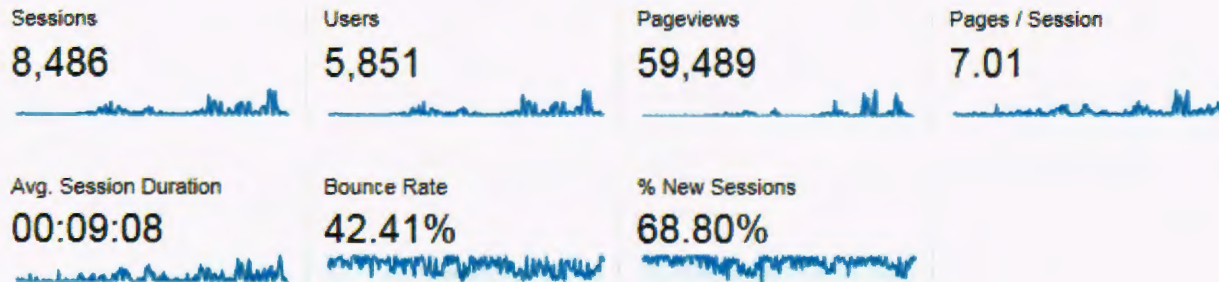 Sessions Users Pageviews Pages / Session
8,486 5,851 59,489 7.01
Avg. Session Duration Bounce Rate % New Sessions
00:09:08 42.41% 68.80%